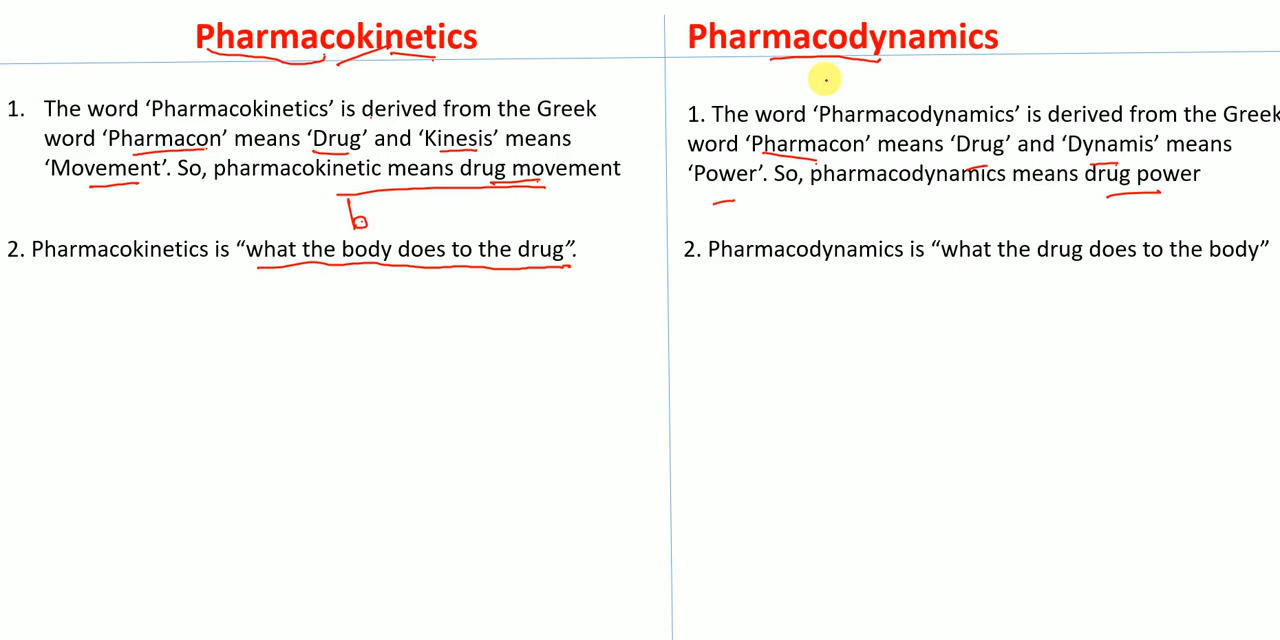 Pharmacokinetics
1. The word ‘Pharmacokinetics’ is derived from the Greek
word ‘Pharmacon’ means ‘Drug’ and ‘Kinesis’ means
‘Movement’. So, pharmacokinetic means drug movement
b
2. Pharmacokinetics is “what the body does to the drug”.
Pharmacodynamics
1. The word ‘Pharmacodynamics’ is derived from the Greek
word ‘Pharmacon’ means ‘Drug’ and ‘Dynamis’ means
‘Power’. So, pharmacodynamics means drug power
2. Pharmacodynamics is “what the drug does to the body”